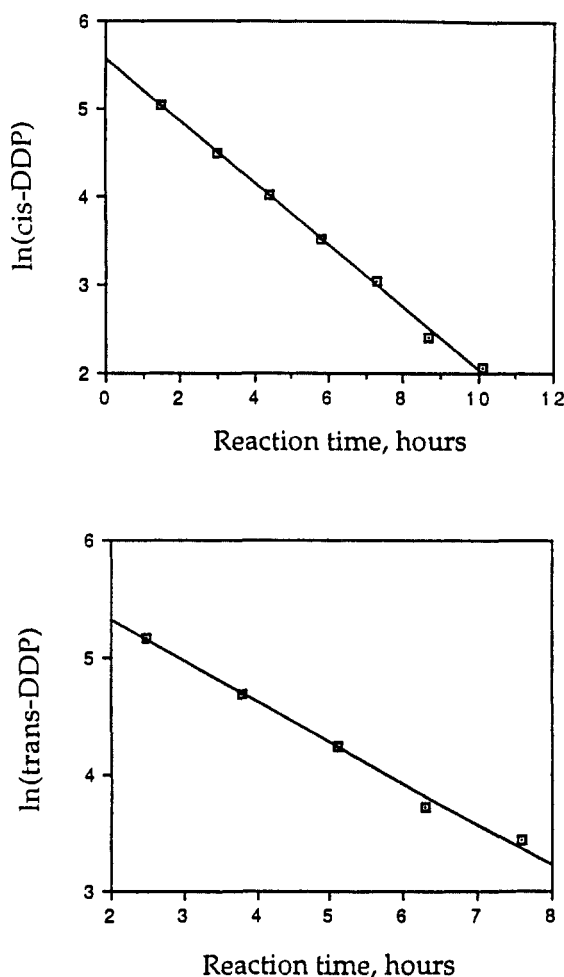 6
5
4
3
2
ln(cis-DDP)
0 2 4 6 8 10 12
Reaction time, hours
6
5
4
3
ln(trans-DDP)
2 3 4 5 6 7 8
Reaction time, hours